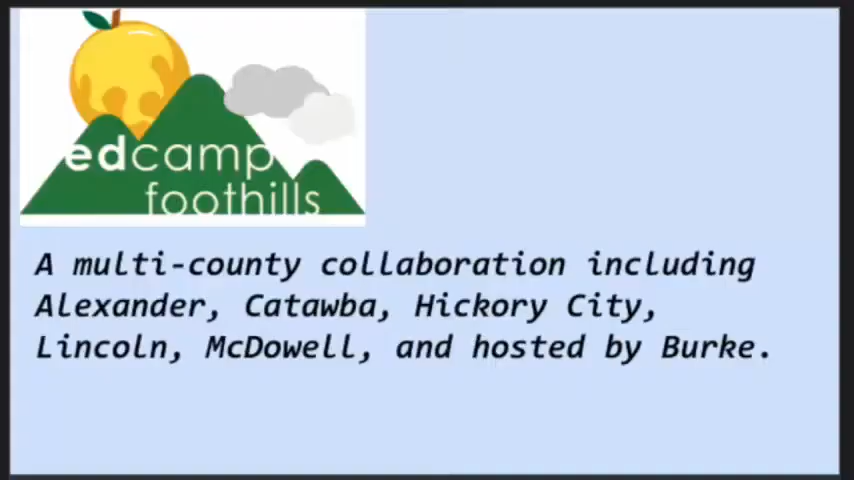 edcamp
foothills
A multi-county collaboration including
Alexander, Catawba, Hickory City,
Lincoln, McDowell, and hosted by Burke.